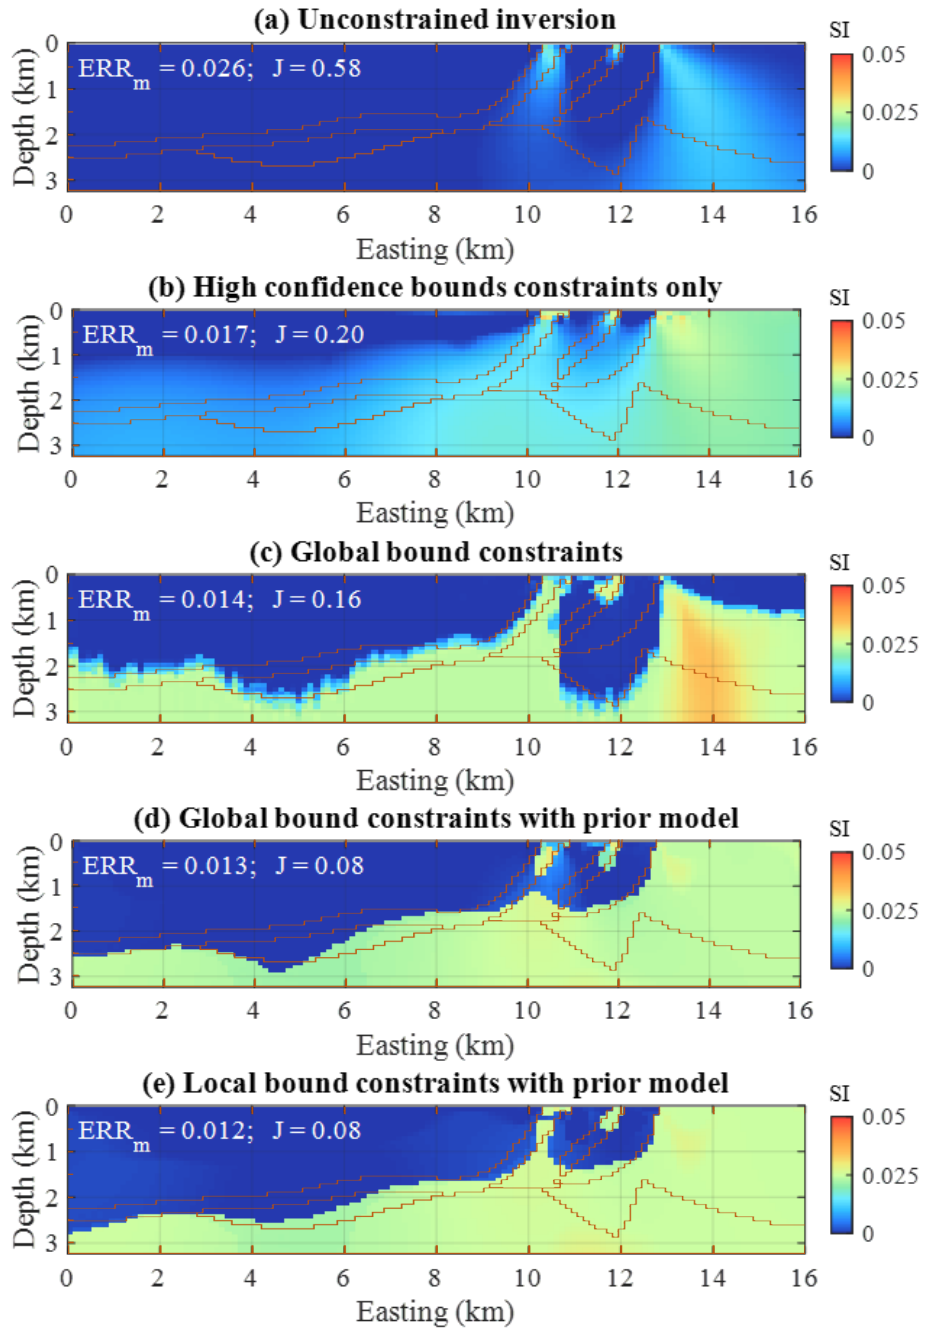 (a) Unconstrained inversion
SI
ERR_m = 0.026; J = 0.58
0
1
2
3
Depth (km)
0 2 4 6 8 10 12 14 16
Easting (km)
0.05
0.025
0
(b) High confidence bounds constraints only
SI
ERR_m = 0.017; J = 0.20
0
1
2
3
Depth (km)
0 2 4 6 8 10 12 14 16
Easting (km)
0.05
0.025
0
(c) Global bound constraints
SI
ERR_m = 0.014; J = 0.16
0
1
2
3
Depth (km)
0 2 4 6 8 10 12 14 16
Easting (km)
0.05
0.025
0
(d) Global bound constraints with prior model
SI
ERR_m = 0.013; J = 0.08
0
1
2
3
Depth (km)
0 2 4 6 8 10 12 14 16
Easting (km)
0.05
0.025
0
(e) Local bound constraints with prior model
SI
ERR_m = 0.012; J = 0.08
0
1
2
3
Depth (km)
0 2 4 6 8 10 12 14 16
Easting (km)
0.05
0.025
0